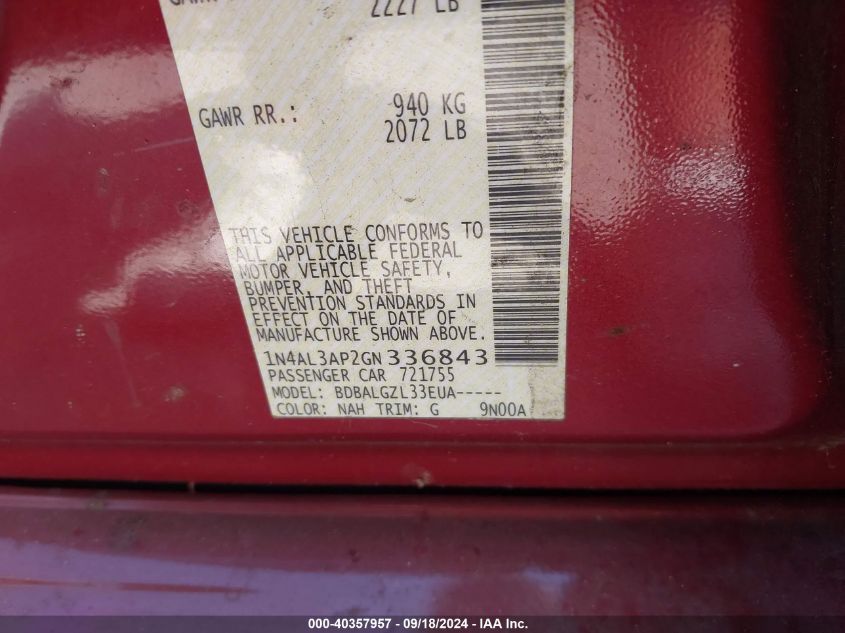 2227 LB
GAWR RR.: 940 KG
2072 LB
THIS VEHICLE CONFORMS TO
ALL APPLICABLE FEDERAL
MOTOR VEHICLE SAFETY,
BUMPER, AND THEFT
PREVENTION STANDARDS IN
EFFECT ON THE DATE OF
MANUFACTURE SHOWN ABOVE.
1N4AL3AP2GN336843
PASSENGER CAR 721755
MODEL: BDBALGZL33EUA-----
COLOR: NAH TRIM: G 9N00A
000-40357957 - 09/18/2024 - IAA Inc.